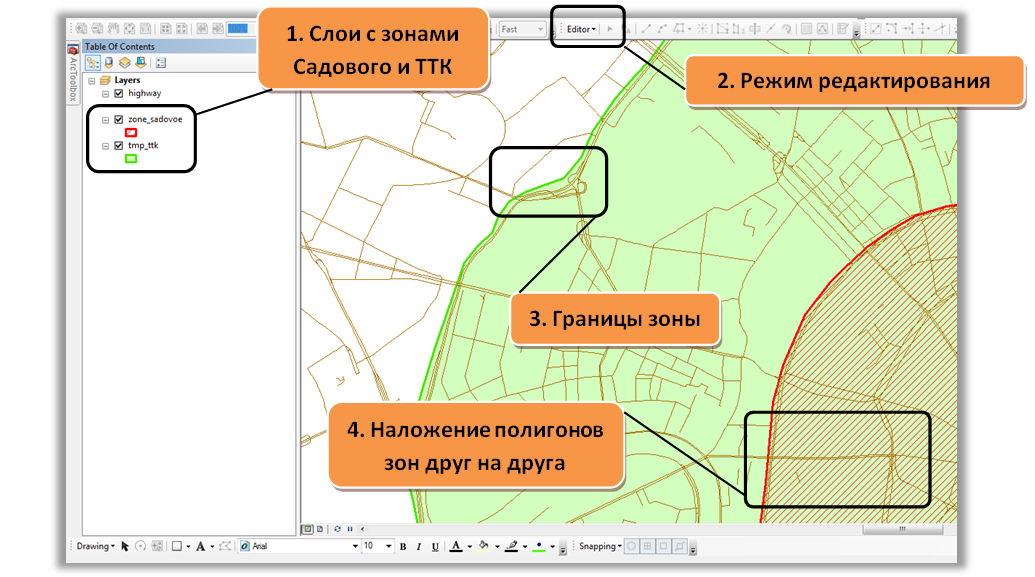 1. Слои с зонами
Садового и ТТК
Fast
Editor
2. Режим редактирования
Table Of Contents
ArcToolbox
Layers
highway
zone_sadovoe
tmp_ttk
3. Границы зоны
4. Наложение полигонов
зон друг на друга
Drawing
A
Arial
10
B I U A
Snapping